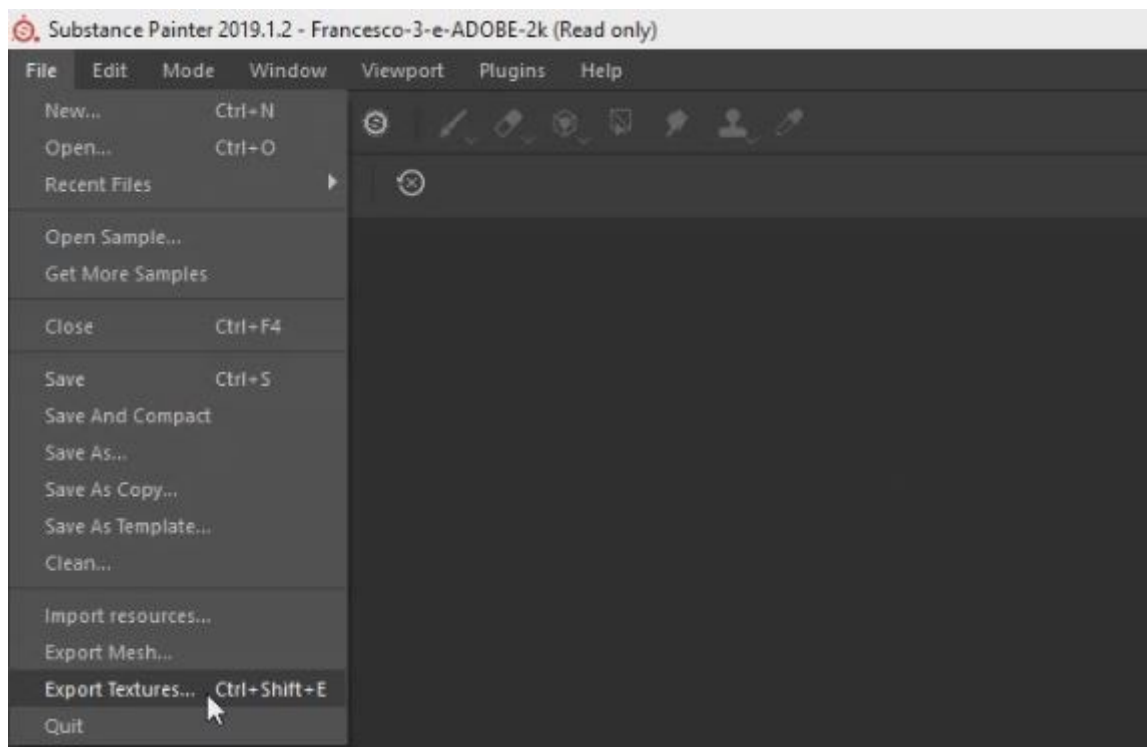 Substance Painter 2019.1.2 - Francesco-3-e-ADOBE-2k (Read only)
File Edit Mode Window Viewport Plugins Help
New... Ctrl+N
Open... Ctrl+O
Recent Files
Open Sample...
Get More Samples
Close Ctrl+F4
Save Ctrl+S
Save And Compact
Save As...
Save As Copy...
Save As Template...
Clean...
Import resources...
Export Mesh...
Export Textures... Ctrl+Shift+E
Quit